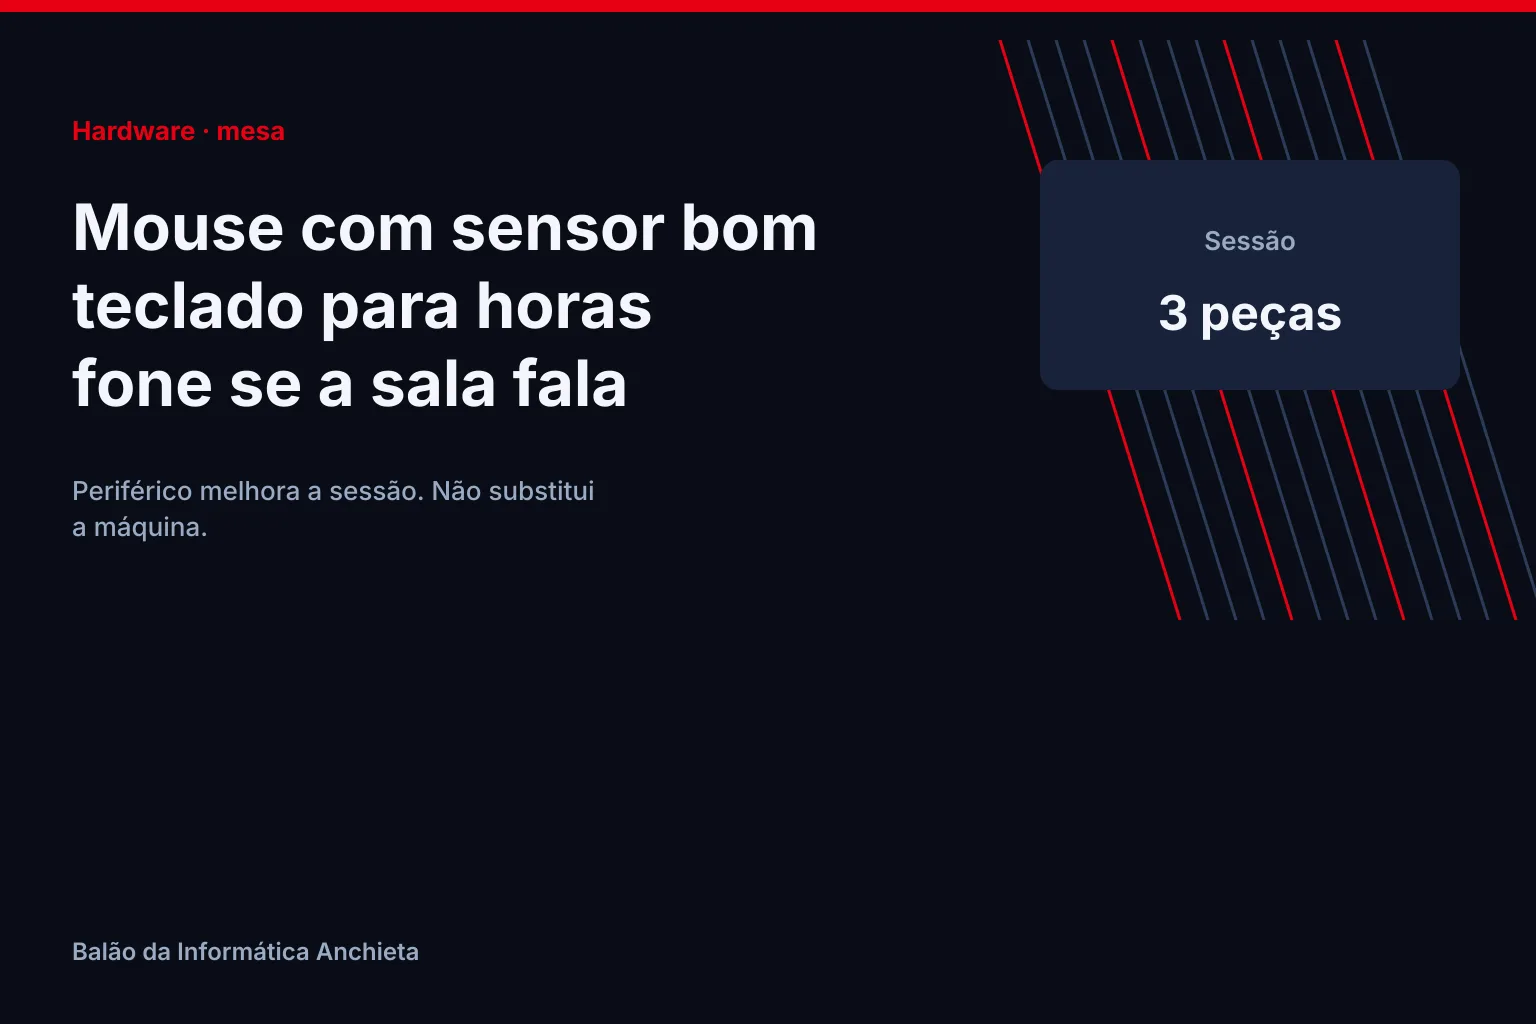 Hardware · mesa
Mouse com sensor bom
teclado para horas
fone se a sala fala
Periférico melhora a sessão. Não substitui
a máquina.
Sessão
3 peças
Balão da Informática Anchieta